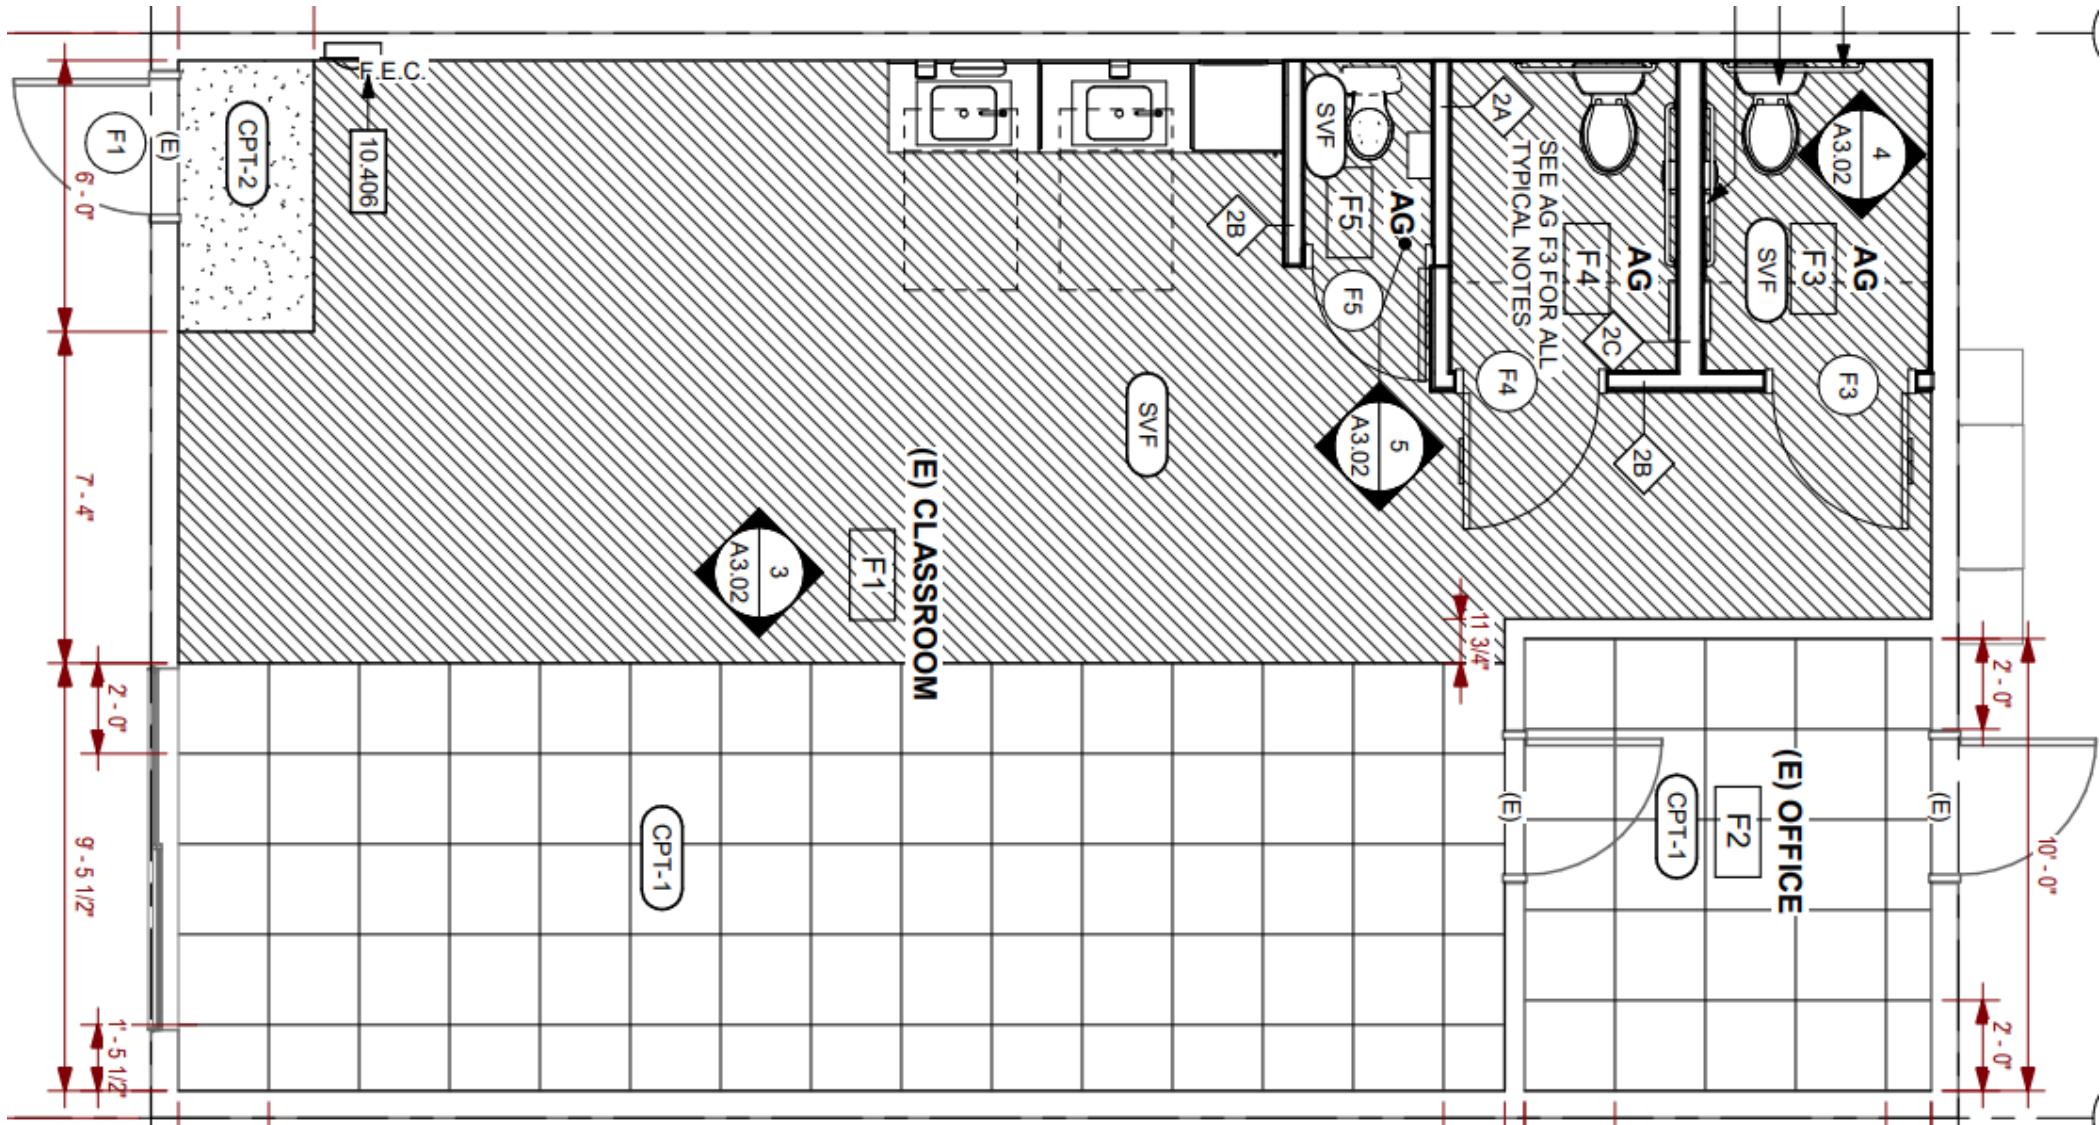 F.E.C.
F1
(E)
CPT-2
10.406
6' - 0"
7' - 4"
2' - 0"
9' - 5 1/2"
1' - 5 1/2"
SVF
2B
F5
AG
F5
2A
SEE AG F3 FOR ALL
TYPICAL NOTES
F4
AG
2C
F4
4
A3.02
SVF
F3
AG
F3
2B
SVF
5
A3.02
(E) CLASSROOM
F1
3
A3.02
11 3/4"
CPT-1
(E)
CPT-1
F2
(E) OFFICE
(E)
2' - 0"
10' - 0"
2' - 0"